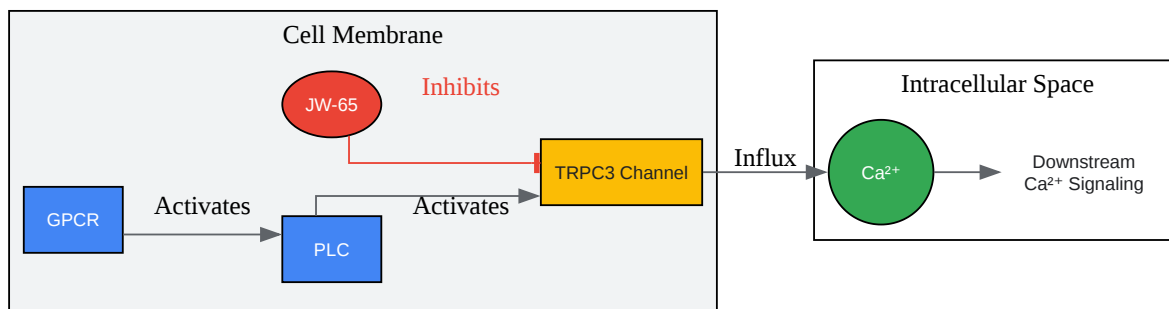 Cell Membrane
JW-65
Inhibits
TRPC3 Channel
GPCR
Activates
PLC
Activates
Influx
Intracellular Space
Ca²⁺
Downstream
Ca²⁺ Signaling